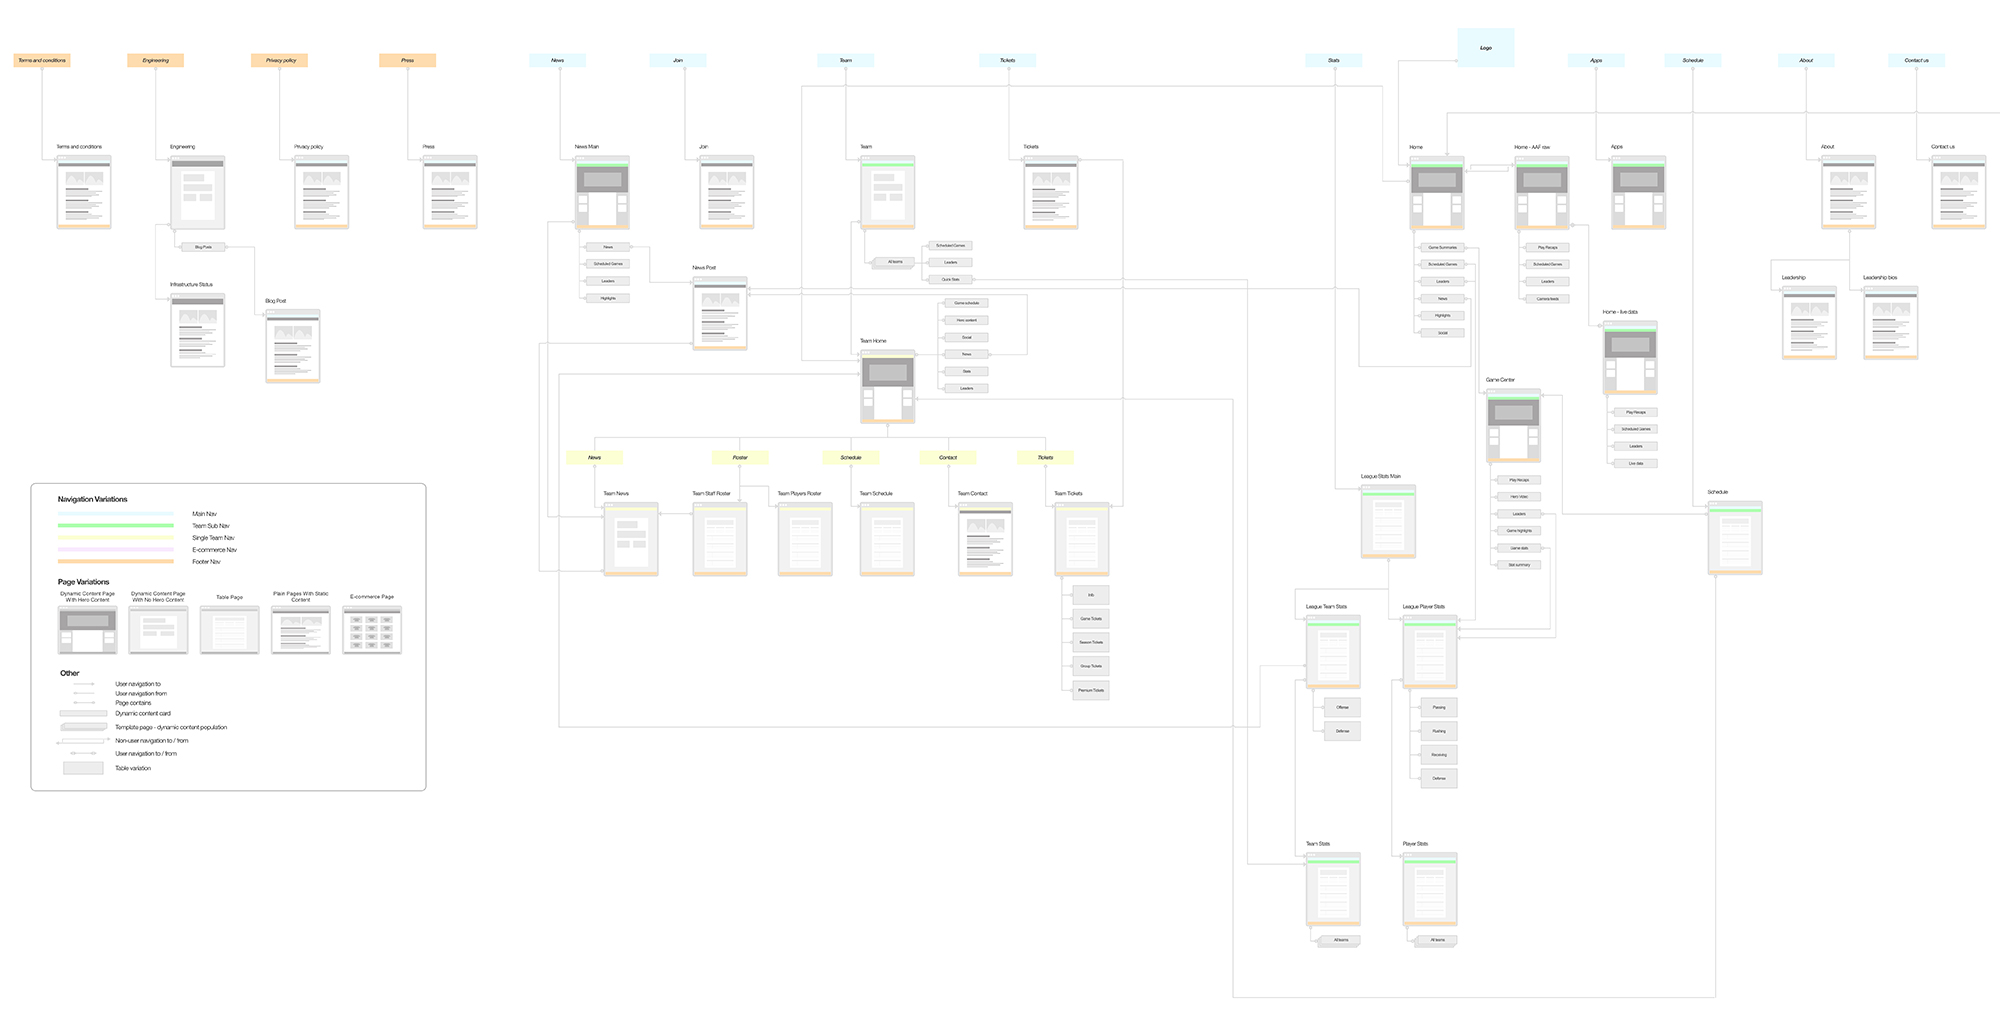 Logo
Terms and conditions
Engineering
Privacy policy
Press
News
Join
Team
Tickets
Stats
Apps
Schedule
About
Contact us
Terms and conditions
Engineering
Privacy policy
Press
News Main
Join
Team
Tickets
Home
Home - AAF raw
Apps
About
Contact us
Blog Posts
Infrastructure Status
Blog Post
News
Scheduled Games
Leaders
Highlights
News Post
All teams
Scheduled Games
Leaders
Quick Stats
Team Home
Game schedule
Hero content
Social
News
Stats
Leaders
Game Summaries
Scheduled Games
Leaders
News
Highlights
Social
Play Recaps
Scheduled Games
Leaders
Camera feeds
Home - live data
Play Recaps
Scheduled Games
Leaders
Live data
Leadership
Leadership bios
Game Center
Play Recaps
Hero Video
Leaders
Game highlights
Game stats
Stat summary
News
Roster
Schedule
Contact
Tickets
Team News
Team Staff Roster
Team Players Roster
Team Schedule
Team Contact
Team Tickets
Info
Game Tickets
Season Tickets
Group Tickets
Premium Tickets
League Stats Main
Schedule
League Team Stats
League Player Stats
Offense
Defense
Passing
Rushing
Receiving
Defense
Team Stats
Player Stats
All teams
All teams
Navigation Variations
Main Nav
Team Sub Nav
Single Team Nav
E-commerce Nav
Footer Nav
Page Variations
Dynamic Content Page
With Hero Content
Dynamic Content Page
With No Hero Content
Table Page
Plain Pages With Static
Content
E-commerce Page
Other
User navigation to
User navigation from
Page contains
Dynamic content card
Template page - dynamic content population
Non-user navigation to / from
User navigation to / from
Table variation